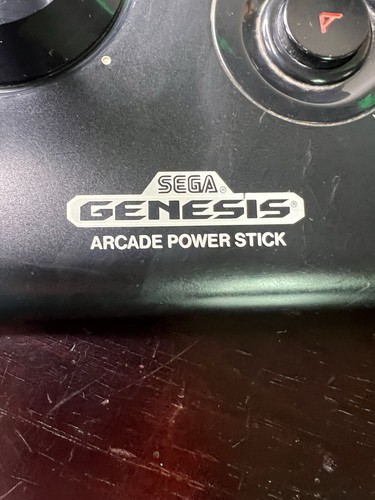 A
SEGA®
GENESIS®
ARCADE POWER STICK